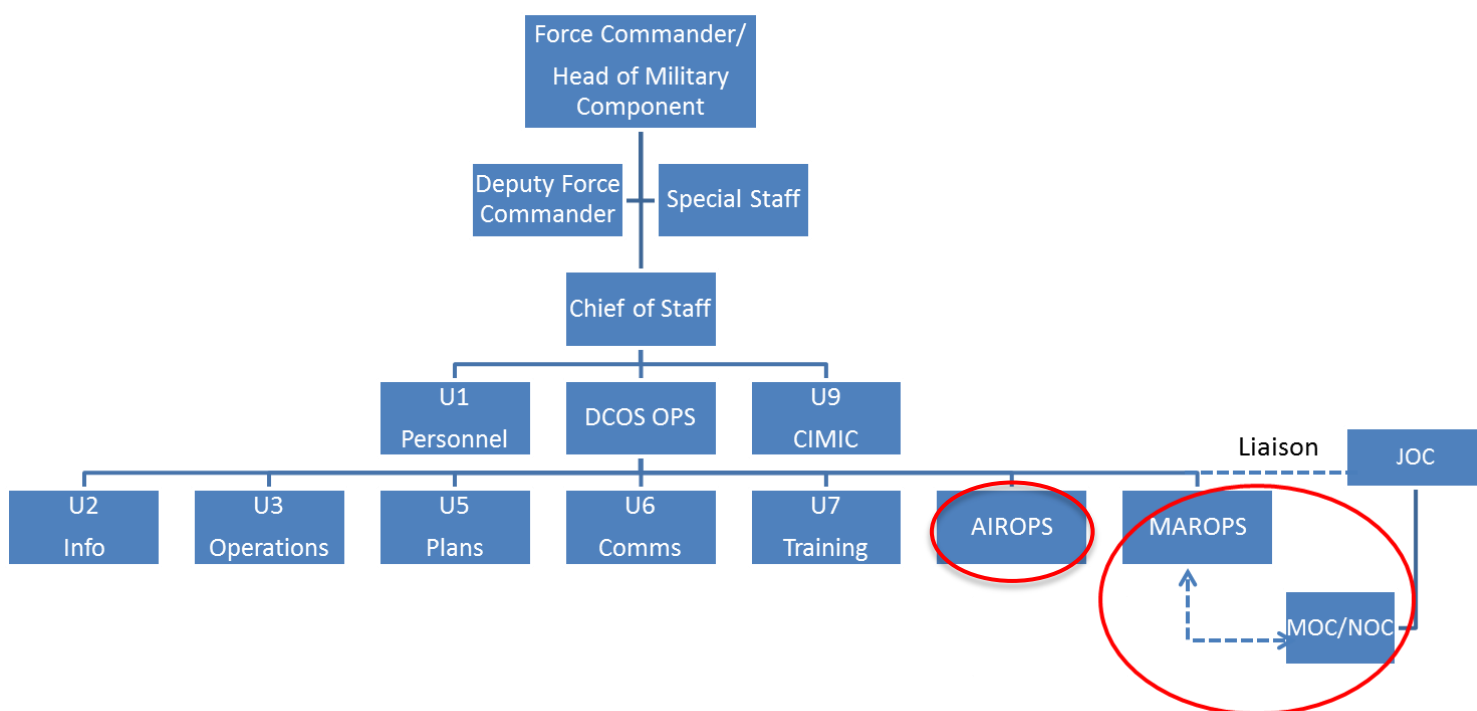 Force Commander/
Head of Military
Component
Deputy Force
Commander
Special Staff
Chief of Staff
U1
Personnel
DCOS OPS
U9
CIMIC
Liaison
JOC
U2
Info
U3
Operations
U5
Plans
U6
Comms
U7
Training
AIROPS
MAROPS
MOC/NOC